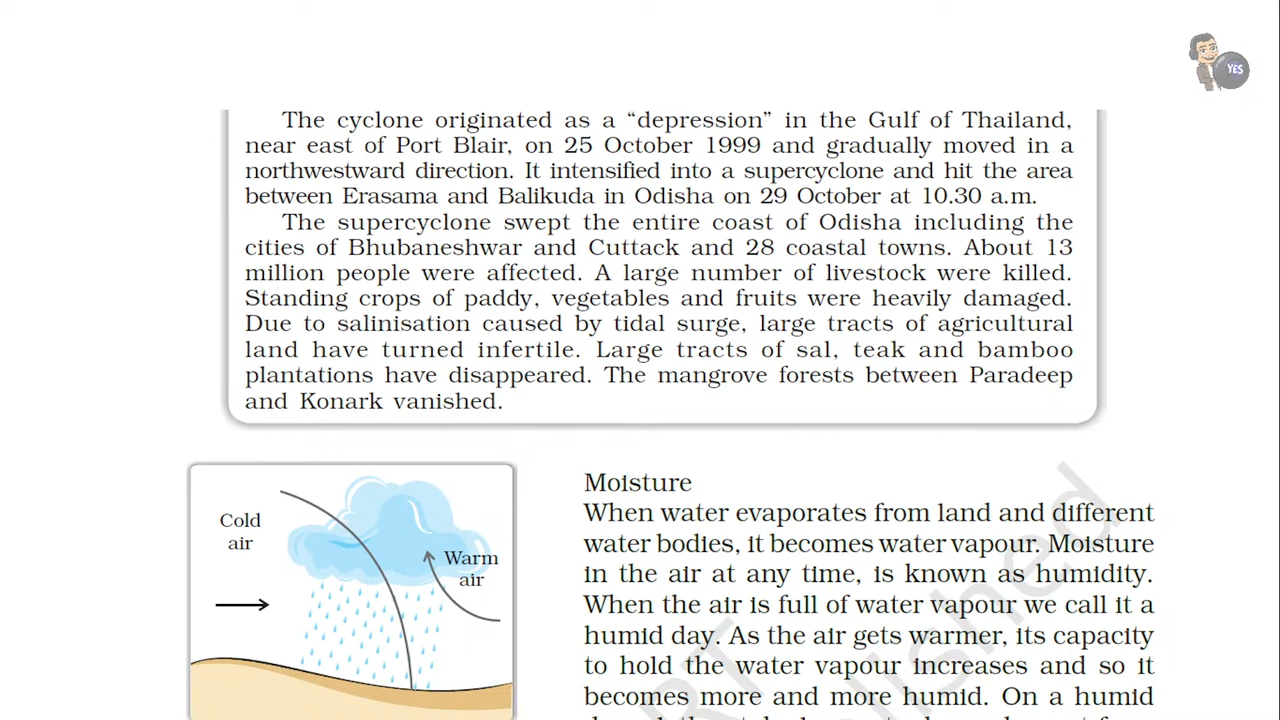 YES
The cyclone originated as a “depression” in the Gulf of Thailand,
near east of Port Blair, on 25 October 1999 and gradually moved in a
northwestward direction. It intensified into a supercyclone and hit the area
between Erasama and Balikuda in Odisha on 29 October at 10.30 a.m.
The supercyclone swept the entire coast of Odisha including the
cities of Bhubaneshwar and Cuttack and 28 coastal towns. About 13
million people were affected. A large number of livestock were killed.
Standing crops of paddy, vegetables and fruits were heavily damaged.
Due to salinisation caused by tidal surge, large tracts of agricultural
land have turned infertile. Large tracts of sal, teak and bamboo
plantations have disappeared. The mangrove forests between Paradeep
and Konark vanished.
Cold
air
Warm
air
Moisture
When water evaporates from land and different
water bodies, it becomes water vapour. Moisture
in the air at any time, is known as humidity.
When the air is full of water vapour we call it a
humid day. As the air gets warmer, its capacity
to hold the water vapour increases and so it
becomes more and more humid. On a humid